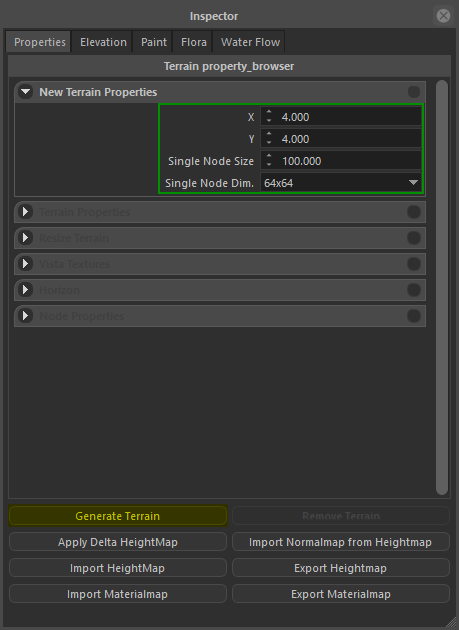 Inspector
Properties Elevation Paint Flora Water Flow
Terrain property_browser
New Terrain Properties
X 4.000
Y 4.000
Single Node Size 100.000
Single Node Dim. 64x64
Terrain Properties
Resize Terrain
Vista Textures
Horizon
Node Properties
Generate Terrain Remove Terrain
Apply Delta HeightMap Import Normalmap from Heightmap
Import HeightMap Export Heightmap
Import Materialmap Export Materialmap